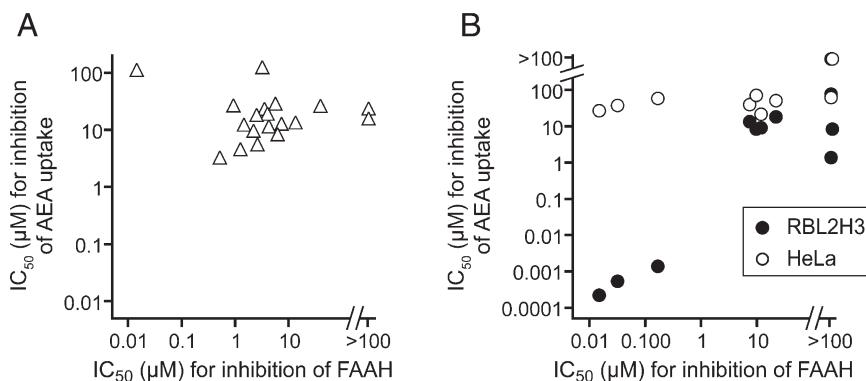 A
IC50 (μM) for inhibition
of AEA uptake
100
10
1
0.1
0.01
0.01 0.1 1 10 >100
IC50 (μM) for inhibition of FAAH
B
IC50 (μM) for inhibition
of AEA uptake
>100
100
10
1
0.1
0.01
0.001
0.0001
RBL2H3
HeLa
0.01 0.100 1 10 >100
IC50 (μM) for inhibition of FAAH